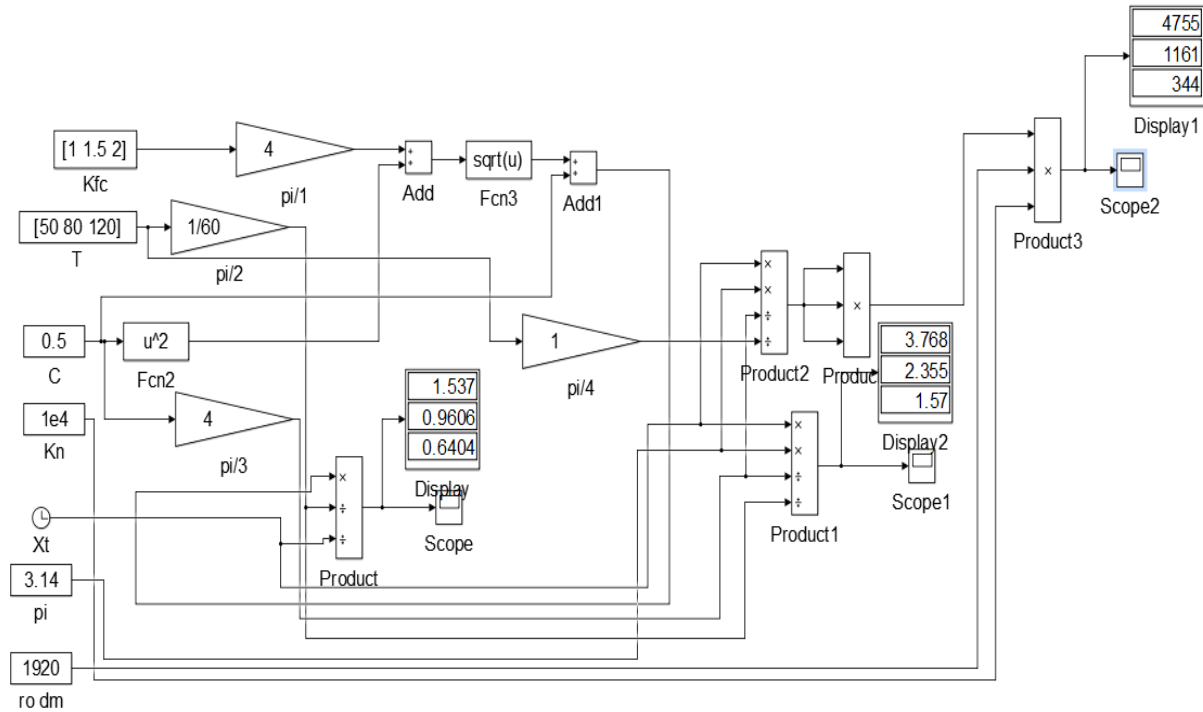 4755
1161
344
Display1
[1 1.5 2]
Kfc
4
pi/1
+
+
Add
sqrt(u)
Fcn3
+
+
Add1
×
Product3
Scope2
[50 80 120]
T
1/60
pi/2
×
×
÷
÷
Product2
×
Produc
0.5
C
u^2
Fcn2
1
pi/4
3.768
2.355
1.57
Display2
1e4
Kn
4
pi/3
1.537
0.9606
0.6404
Display
×
×
÷
÷
Product1
Scope1
×
÷
÷
Product
Scope
Xt
3.14
pi
1920
ro dm